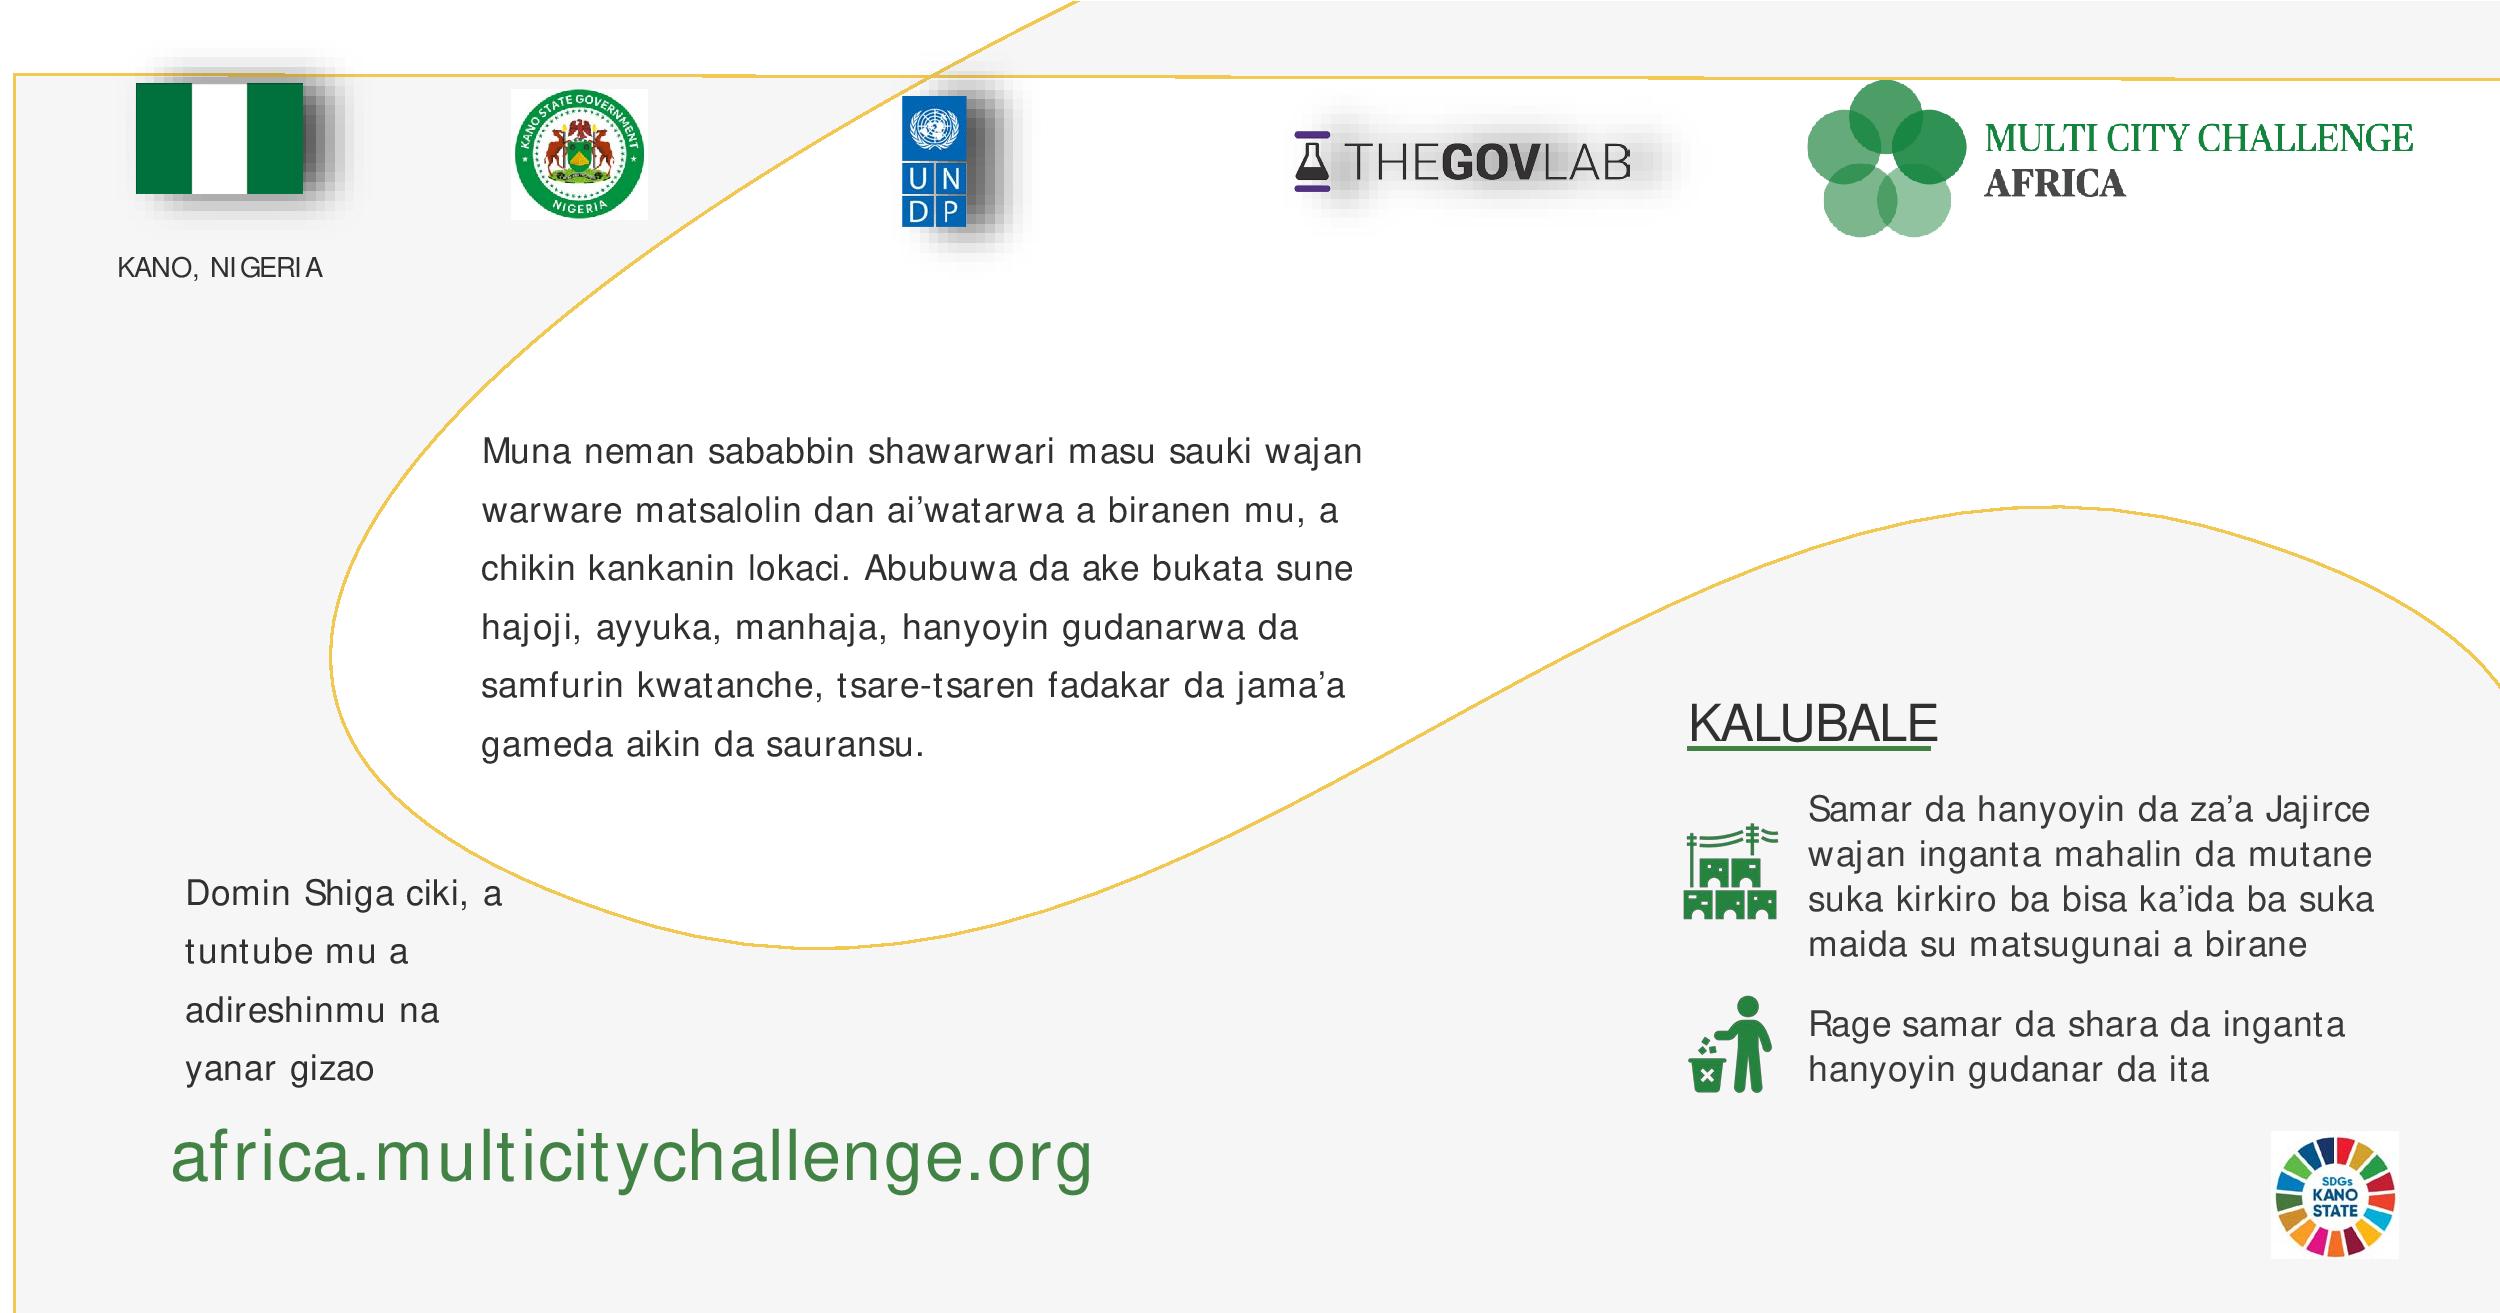 KANO STATE GOVERNMENT
NIGERIA
UN
DP
THEGOVLAB
MULTI CITY CHALLENGE
AFRICA
KANO, NIGERIA
Muna neman sababbin shawarwari masu sauki wajan
warware matsalolin dan ai’watarwa a biranen mu, a
chikin kankanin lokaci. Abubuwa da ake bukata sune
hajoji, ayyuka, manhaja, hanyoyin gudanarwa da
samfurin kwatanche, tsare-tsaren fadakar da jama’a
gameda aikin da sauransu.
KALUBALE
Samar da hanyoyin da za’a Jajirce
wajan inganta mahalin da mutane
suka kirkiro ba bisa ka’ida ba suka
maida su matsugunai a birane
Rage samar da shara da inganta
hanyoyin gudanar da ita
Domin Shiga ciki, a
tuntube mu a
adireshinmu na
yanar gizao
africa.multicitychallenge.org
SDGs
KANO
STATE